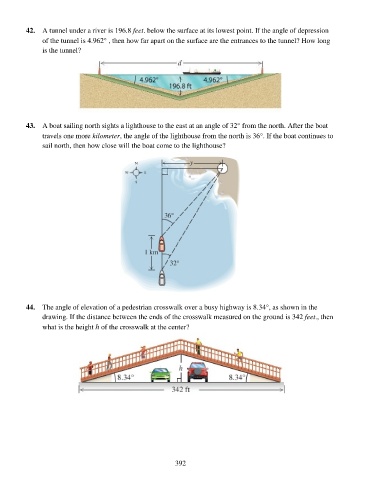 42. A tunnel under a river is 196.8 feet. below the surface at its lowest point. If the angle of depression
of the tunnel is 4.962° , then how far apart on the surface are the entrances to the tunnel? How long
is the tunnel?
d
4.962° 4.962°
196.8 ft
43. A boat sailing north sights a lighthouse to the east at an angle of 32° from the north. After the boat
travels one more kilometer, the angle of the lighthouse from the north is 36°. If the boat continues to
sail north, then how close will the boat come to the lighthouse?
36°
1 km
32°
44. The angle of elevation of a pedestrian crosswalk over a busy highway is 8.34°, as shown in the
drawing. If the distance between the ends of the crosswalk measured on the ground is 342 feet., then
what is the height h of the crosswalk at the center?
h
8.34° 8.34°
342 ft
392